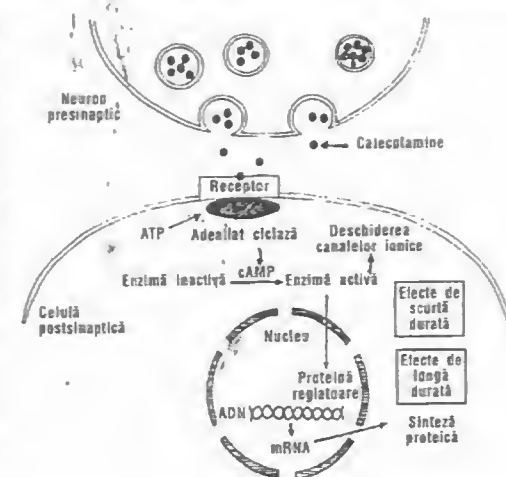 Neuron
presinaptic
Catecolamine
Receptor
ATP
Adenilat ciclază
Deschiderea
canalelor ionice
Enzimă inactivă
cAMP
Enzimă activă
Celulă
postsinaptică
Efecte de
scurtă
durată
Nucleu
Efecte de
lungă
durată
Proteină
reglatoare
ADN
mRNA
Sinteză
proteică